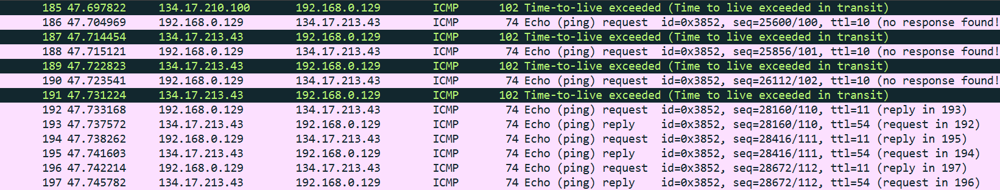 185 47.697822 134.17.210.100 192.168.0.129 ICMP 102 Time-to-live exceeded (Time to live exceeded in transit)
186 47.704969 192.168.0.129 134.17.213.43 ICMP 74 Echo (ping) request id=0x3852, seq=25600/100, ttl=10 (no response found!
187 47.714454 134.17.213.43 192.168.0.129 ICMP 102 Time-to-live exceeded (Time to live exceeded in transit)
188 47.715121 192.168.0.129 134.17.213.43 ICMP 74 Echo (ping) request id=0x3852, seq=25856/101, ttl=10 (no response found!
189 47.722823 134.17.213.43 192.168.0.129 ICMP 102 Time-to-live exceeded (Time to live exceeded in transit)
190 47.723541 192.168.0.129 134.17.213.43 ICMP 74 Echo (ping) request id=0x3852, seq=26112/102, ttl=10 (no response found!
191 47.731224 134.17.213.43 192.168.0.129 ICMP 102 Time-to-live exceeded (Time to live exceeded in transit)
192 47.733168 192.168.0.129 134.17.213.43 ICMP 74 Echo (ping) request id=0x3852, seq=28160/110, ttl=11 (reply in 193)
193 47.737572 134.17.213.43 192.168.0.129 ICMP 74 Echo (ping) reply id=0x3852, seq=28160/110, ttl=54 (request in 192)
194 47.738262 192.168.0.129 134.17.213.43 ICMP 74 Echo (ping) request id=0x3852, seq=28416/111, ttl=11 (reply in 195)
195 47.741603 134.17.213.43 192.168.0.129 ICMP 74 Echo (ping) reply id=0x3852, seq=28416/111, ttl=54 (request in 194)
196 47.742214 192.168.0.129 134.17.213.43 ICMP 74 Echo (ping) request id=0x3852, seq=28672/112, ttl=11 (reply in 197)
197 47.745782 134.17.213.43 192.168.0.129 ICMP 74 Echo (ping) reply id=0x3852, seq=28672/112, ttl=54 (request in 196)